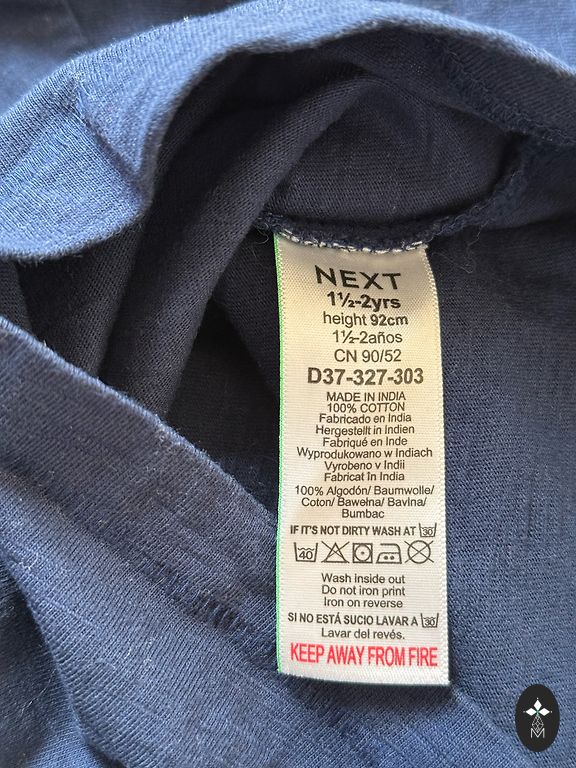 NEXT
1½-2yrs
height 92cm
1½-2años
CN 90/52
D37-327-303
MADE IN INDIA
100% COTTON
Fabricado en India
Hergestellt in Indien
Fabriqué en Inde
Wyprodukowano w Indiach
Vyrobeno v Indii
Fabricat în India
100% Algodón/ Baumwolle/
Coton/ Bawełna/ Bavlna/
Bumbac
IF IT'S NOT DIRTY WASH AT 30
40
Wash inside out
Do not iron print
Iron on reverse
SI NO ESTÁ SUCIO LAVAR A 30
Lavar del revés.
KEEP AWAY FROM FIRE
M